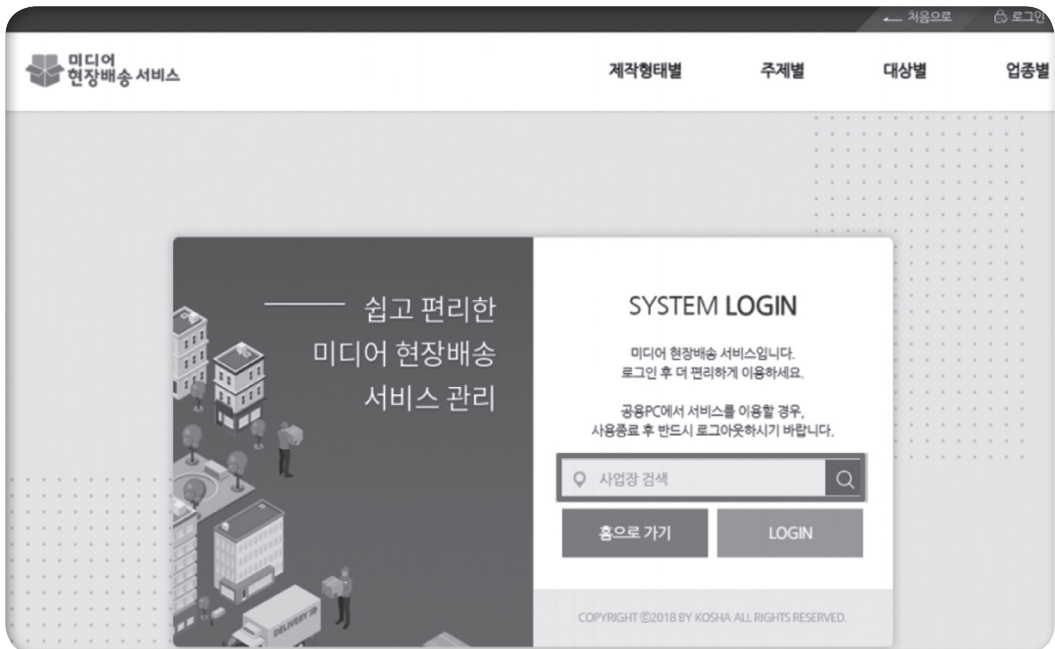 처음으로 로그인
미디어
현장배송 서비스
제작형태별 주제별 대상별 업종별
쉽고 편리한
미디어 현장배송
서비스 관리
SYSTEM LOGIN
미디어 현장배송 서비스입니다.
로그인 후 더 편리하게 이용하세요.
공용PC에서 서비스를 이용할 경우,
사용종료 후 반드시 로그아웃하시기 바랍니다.
사업장 검색
홈으로 가기 LOGIN
DELIVERY
COPYRIGHT ⓒ2018 BY KOSHA ALL RIGHTS RESERVED.